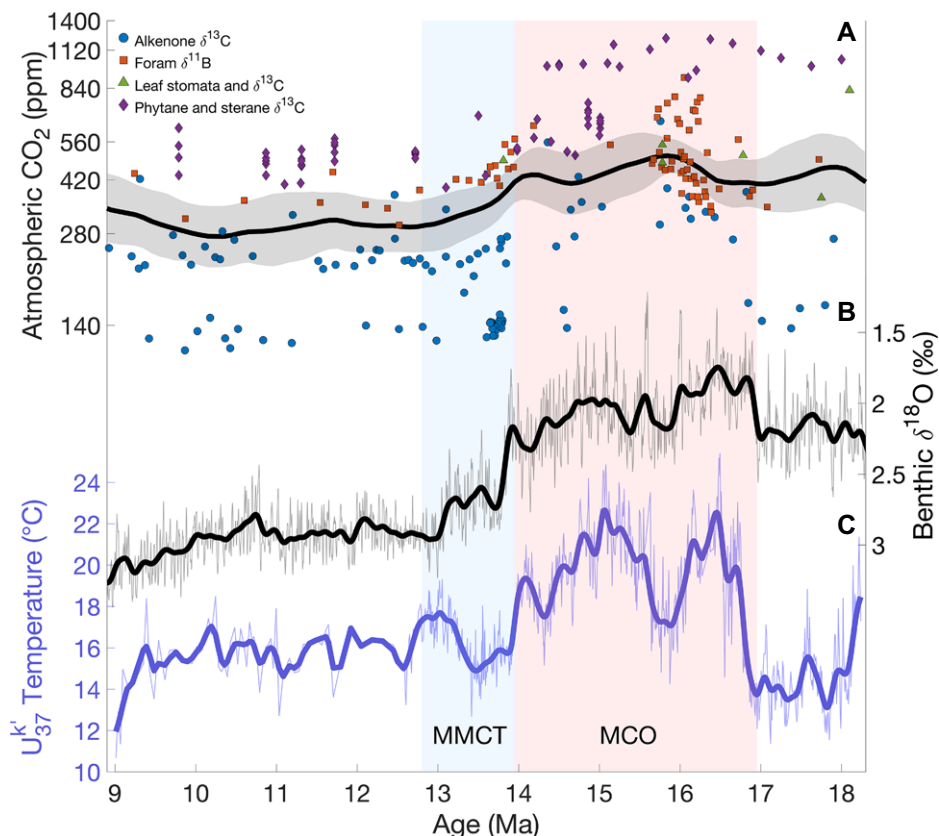 1400
1120
840
560
420
280
140
Atmospheric CO₂ (ppm)
Alkenone δ¹³C
Foram δ¹¹B
Leaf stomata and δ¹³C
Phytane and sterane δ¹³C
A
B
1.5
2
2.5
3
Benthic δ¹⁸O (‰)
C
24
22
20
18
16
14
12
10
U₃₇ᵏ' Temperature (°C)
MMCT
MCO
9 10 11 12 13 14 15 16 17 18
Age (Ma)